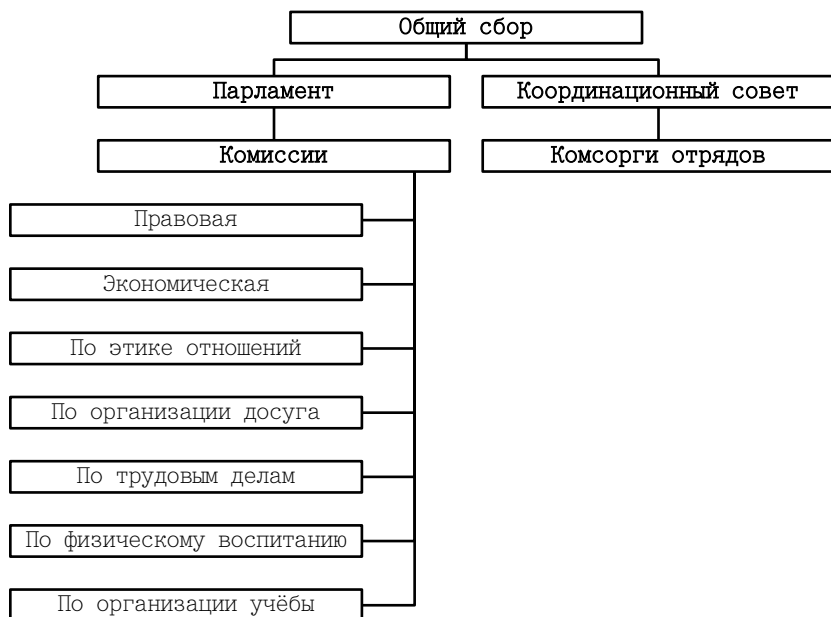 Общий сбор
Парламент
Координационный совет
Комиссии
Комсорги отрядов
Правовая
Экономическая
По этике отношений
По организации досуга
По трудовым делам
По физическому воспитанию
По организации учёбы